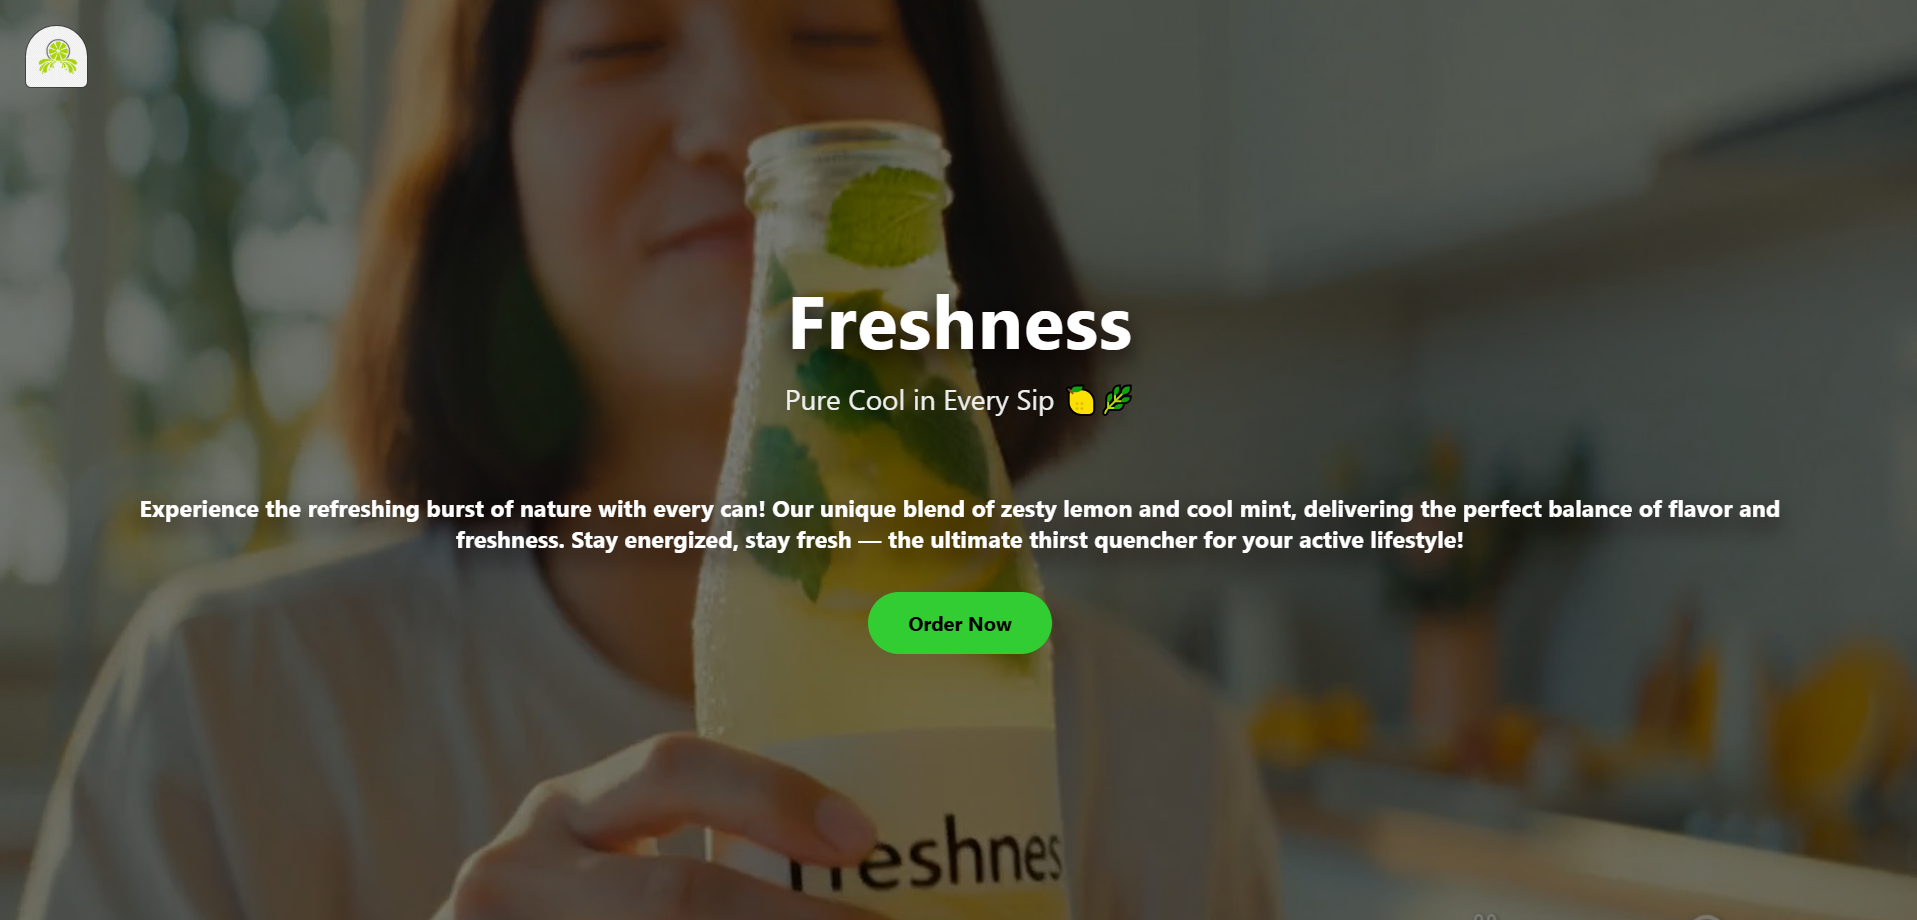 Freshness
Pure Cool in Every Sip 🍋🌿
Experience the refreshing burst of nature with every can! Our unique blend of zesty lemon and cool mint, delivering the perfect balance of flavor and
freshness. Stay energized, stay fresh — the ultimate thirst quencher for your active lifestyle!
Order Now
Freshnes